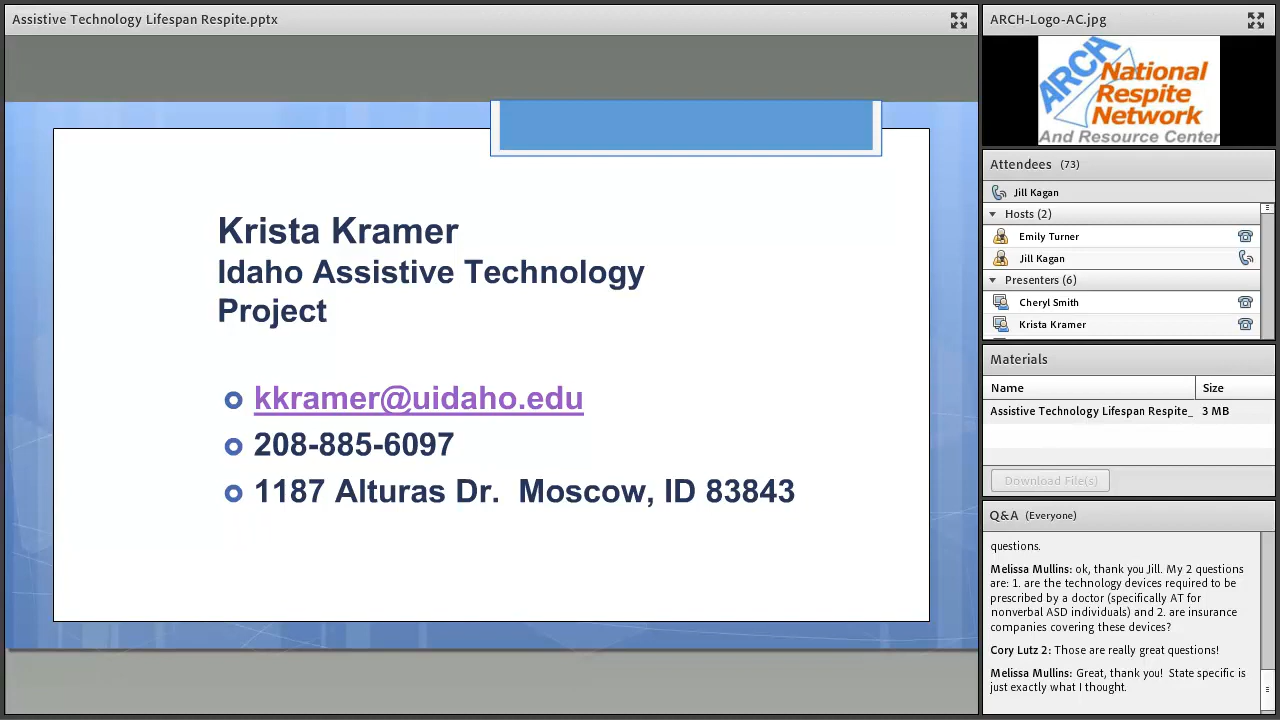 Assistive Technology Lifespan Respite.pptx
Krista Kramer
Idaho Assistive Technology
Project
kkramer@uidaho.edu
208-885-6097
1187 Alturas Dr.  Moscow, ID 83843
ARCH-Logo-AC.jpg
ARCH
National
Respite
Network
And Resource Center
Attendees (73)
Jill Kagan
Hosts (2)
Emily Turner
Jill Kagan
Presenters (6)
Cheryl Smith
Krista Kramer
Materials
Name Size
Assistive Technology Lifespan Respite_ 3 MB
Download File(s)
Q&A (Everyone)
questions.
Melissa Mullins: ok, thank you Jill. My 2 questions
are: 1. are the technology devices required to be
prescribed by a doctor (specifically AT for
nonverbal ASD individuals) and 2. are insurance
companies covering these devices?
Cory Lutz 2: Those are really great questions!
Melissa Mullins: Great, thank you!  State specific is
just exactly what I thought.